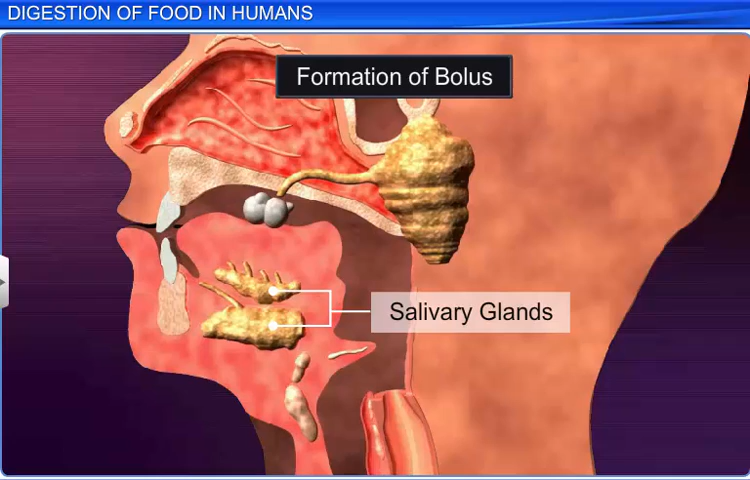 DIGESTION OF FOOD IN HUMANS
Formation of Bolus
Salivary Glands